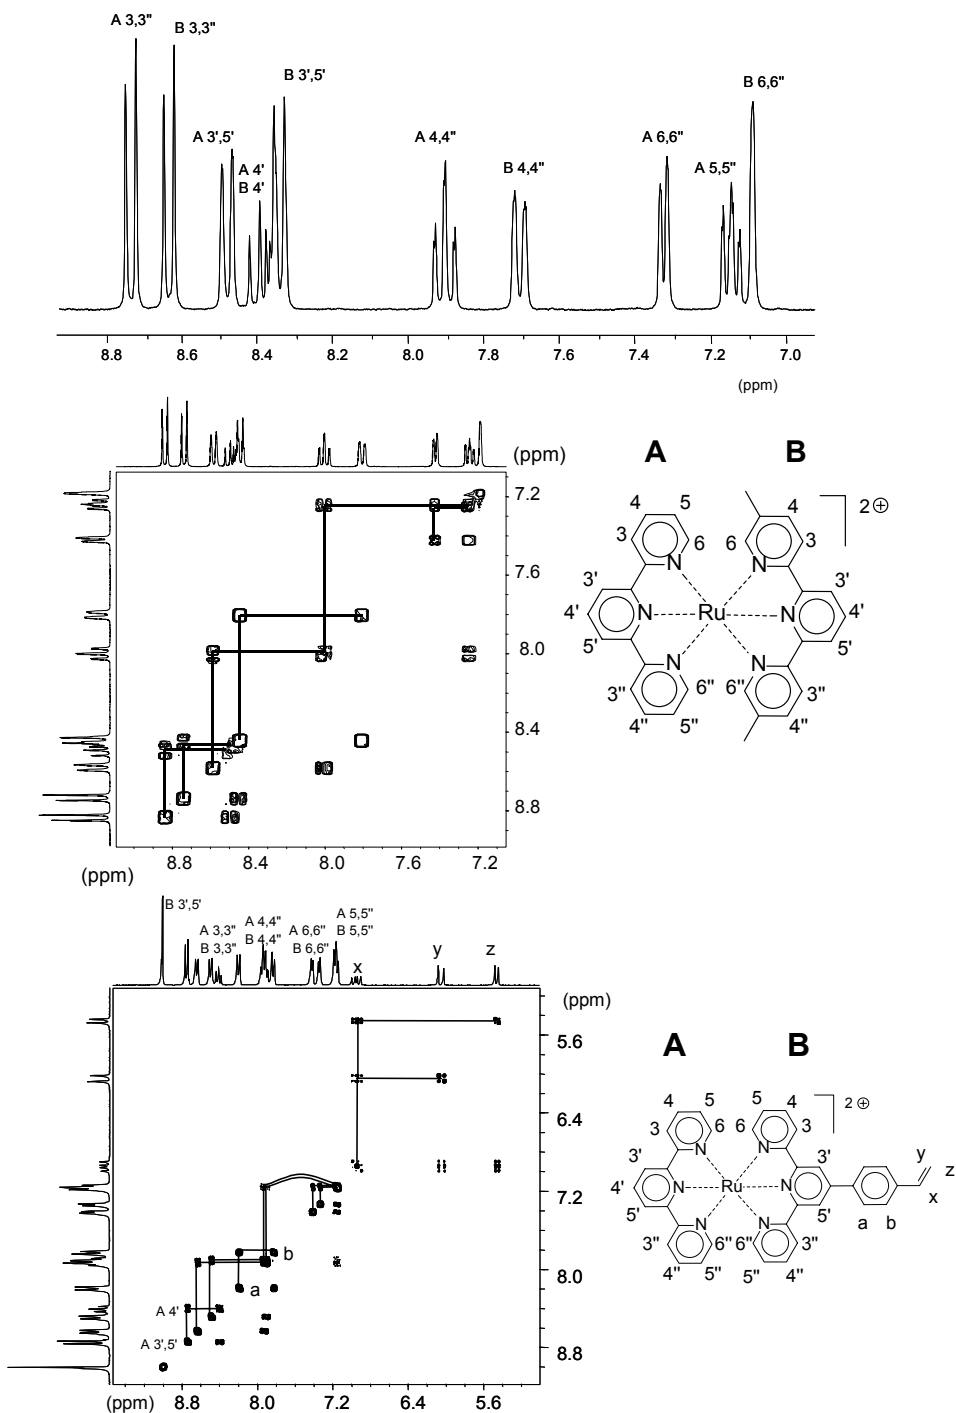 A 3,3"
B 3,3"
B 3',5'
B 6,6"
A 3',5'
A 4,4"
A 6,6"
A 4'
B 4'
B 4,4"
A 5,5"
8.8 8.6 8.4 8.2 8.0 7.8 7.6 7.4 7.2 7.0
(ppm)
(ppm)
A B
7.2
7.6
8.0
8.4
8.8
4 5 4 2⊕
3 6 6 3
N N
3' 3'
4' N Ru N 4'
5' 5'
N N
3" 6" 6" 3"
4" 5" 4"
8.8 8.4 8.0 7.6 7.2
(ppm)
B 3',5'
A 3,3"
B 3,3"
A 4,4"
B 4,4"
A 6,6"
B 6,6"
A 5,5"
B 5,5"
x
y
z
(ppm)
5.6
6.4
7.2
8.0
8.8
A B
4 5 5 4 2⊕
3 6 6 3
N N
3' 3' y
z
4' N Ru N
x
5' 5' a b
N N
3" 6" 6" 3"
4" 5" 5" 4"
b
a
A 4'
A 3',5'
(ppm) 8.8 8.0 7.2 6.4 5.6